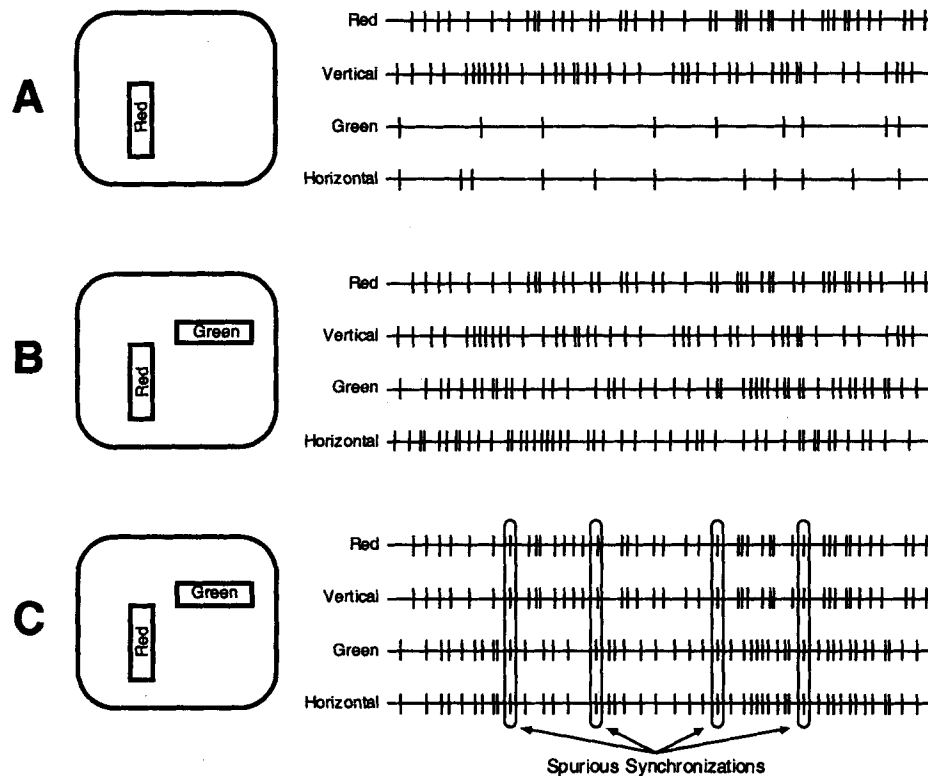 A
Red
Red
Vertical
Green
Horizontal
B
Green
Red
Red
Vertical
Green
Horizontal
C
Green
Red
Red
Vertical
Green
Horizontal
Spurious Synchronizations